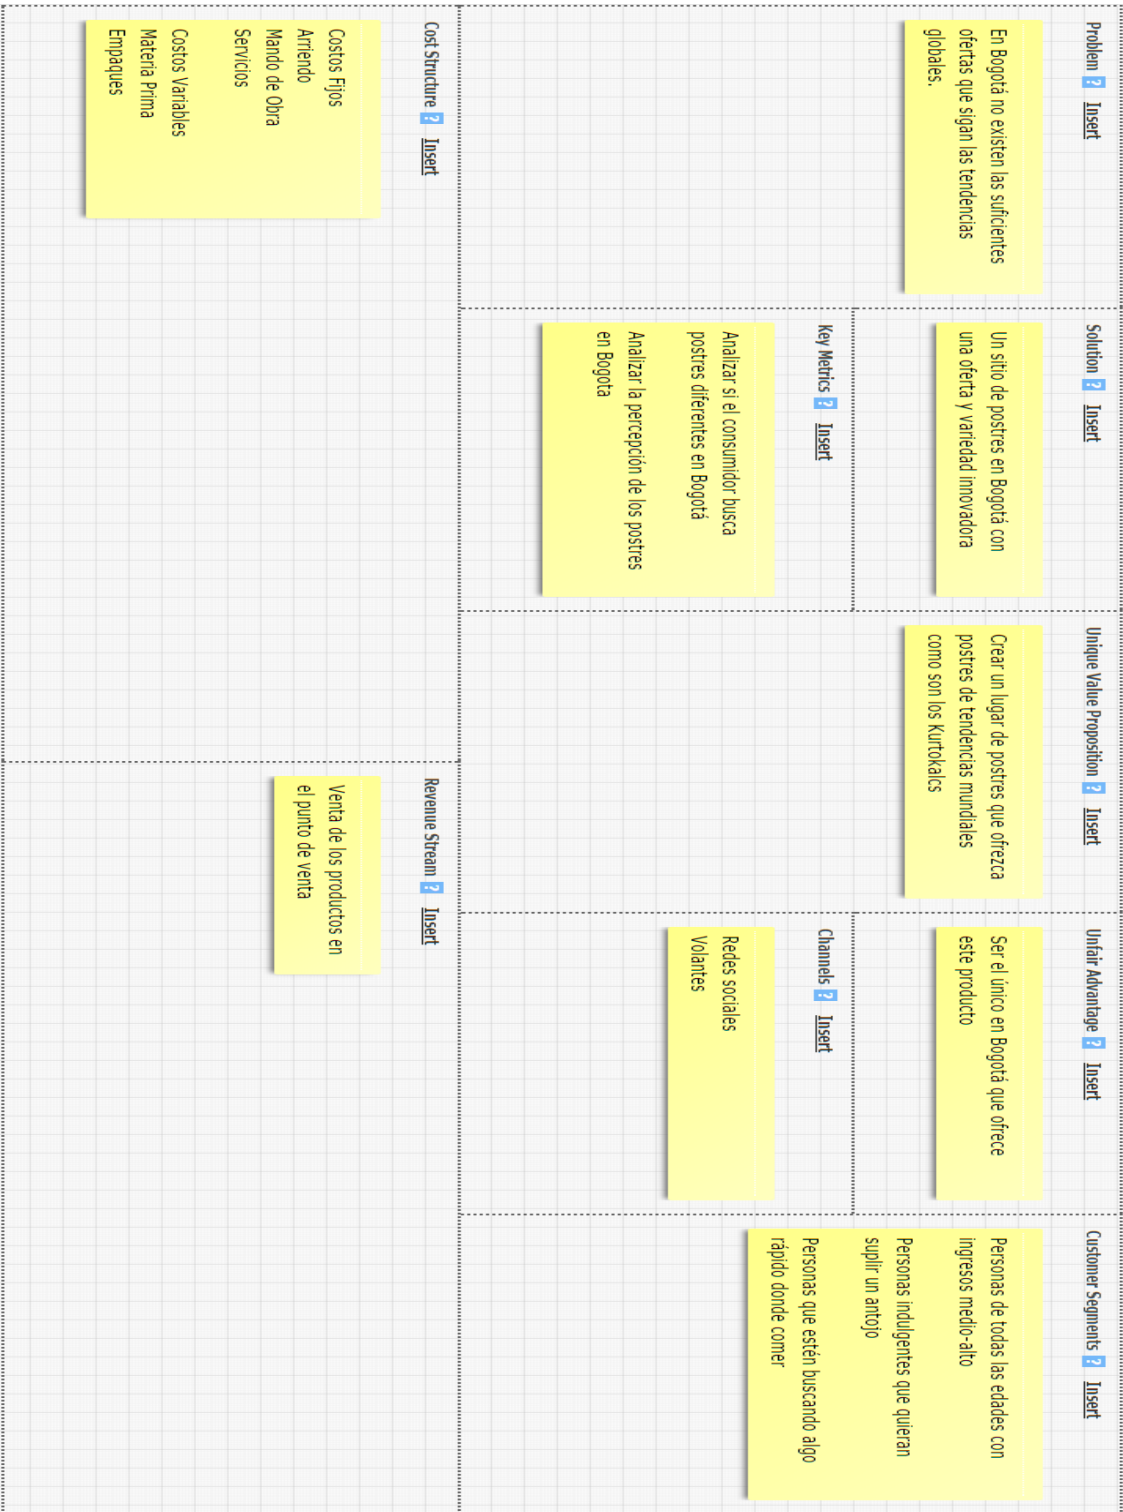 Problem ? Insert
En Bogotá no existen las suficientes
ofertas que sigan las tendencias
globales.
Solution ? Insert
Un sitio de postres en Bogotá con
una oferta y variedad innovadora
Key Metrics ? Insert
Analizar si el consumidor busca
postres diferentes en Bogotá
Analizar la percepción de los postres
en Bogota
Unique Value Proposition ? Insert
Crear un lugar de postres que ofrezca
postres de tendencias mundiales
como son los Kurtokalcs
Unfair Advantage ? Insert
Ser el único en Bogotá que ofrece
este producto
Channels ? Insert
Redes sociales
Volantes
Customer Segments ? Insert
Personas de todas las edades con
ingresos medio-alto
Personas indulgentes que quieran
suplir un antojo
Personas que estén buscando algo
rápido donde comer
Cost Structure ? Insert
Costos Fijos
Arriendo
Mando de Obra
Servicios
Costos Variables
Materia Prima
Empaques
Revenue Stream ? Insert
Venta de los productos en
el punto de venta